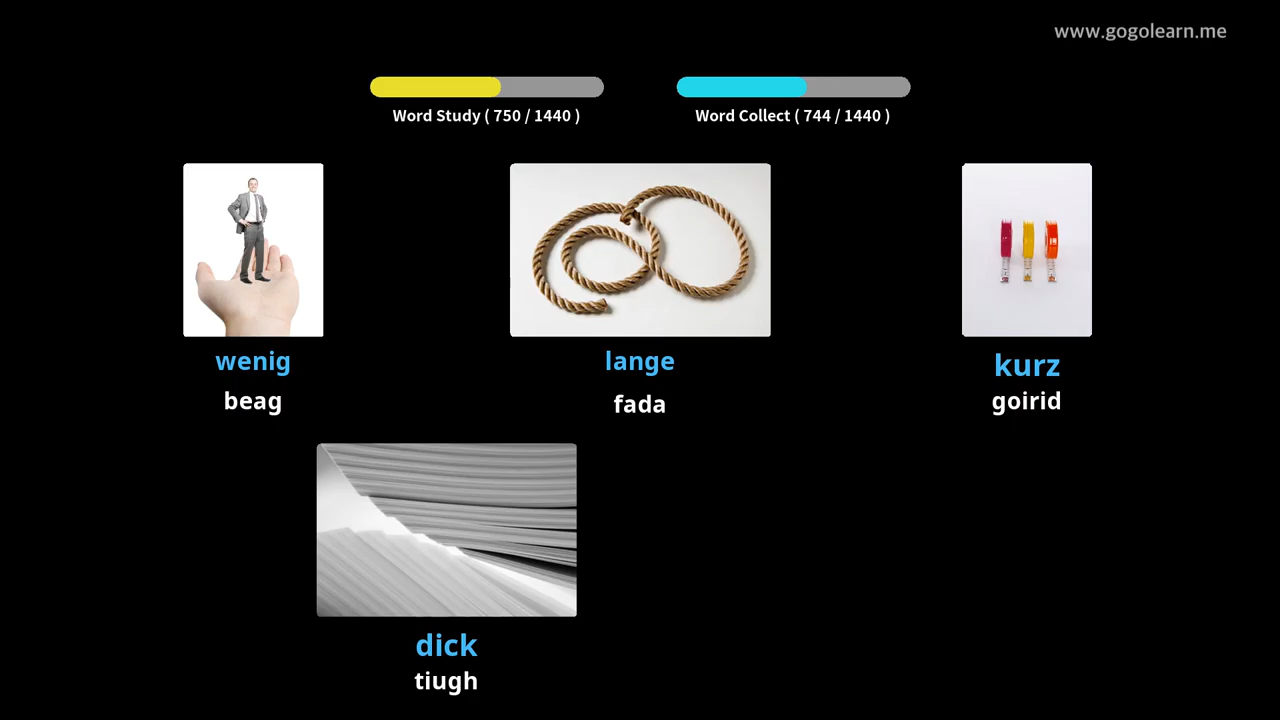 www.gogolearn.me
Word Study ( 750 / 1440 )
Word Collect ( 744 / 1440 )
wenig
beag
lange
fada
kurz
goirid
dick
tiugh